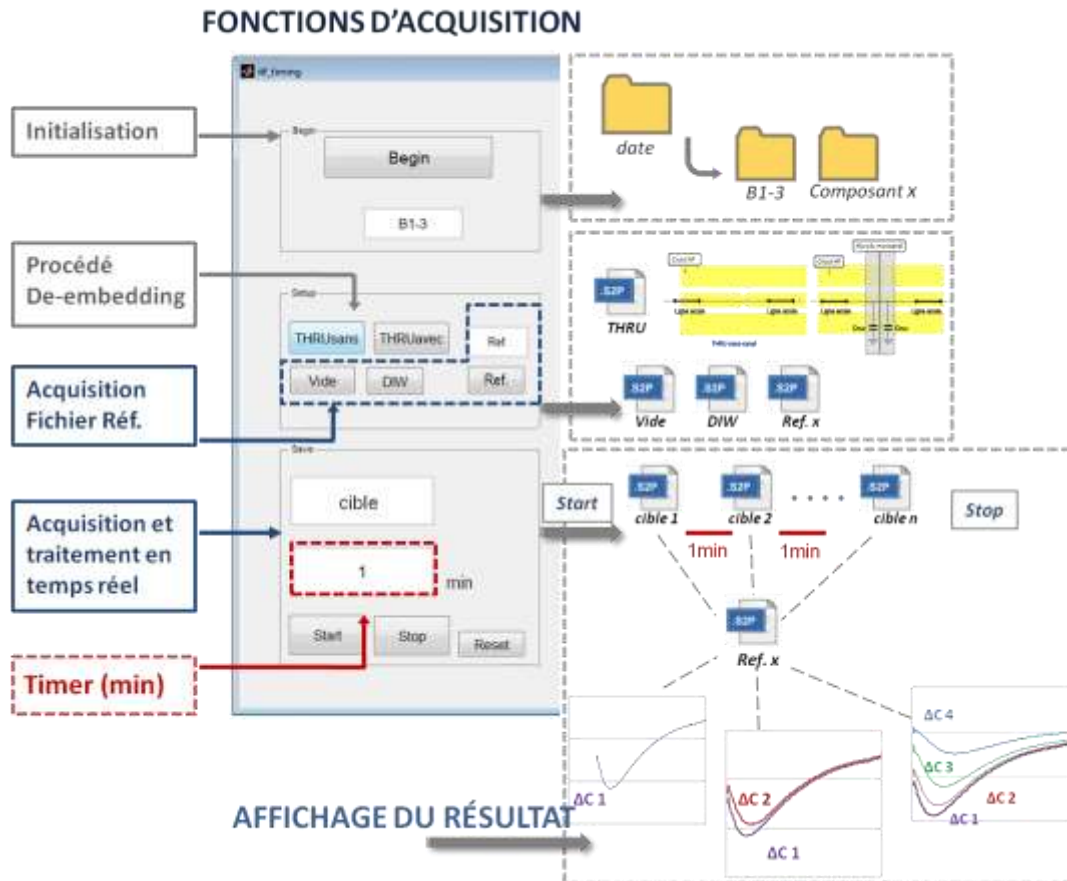 FONCTIONS D'ACQUISITION
Initialisation
Begin
Begin
B1-3
date
B1-3
Composant x
Procédé
De-embedding
Setup
THRUsans
THRUavec
Ref
Vide
DIW
Ref.
.S2P
THRU
Acquisition
Fichier Réf.
.S2P
.S2P
.S2P
Vide
DIW
Ref. x
Save
cible
Acquisition et
traitement en
temps réel
1
min
Start
Stop
Reset
Timer (min)
Start
.S2P
.S2P
.S2P
cible 1
cible 2
cible n
Stop
1min
1min
.S2P
Ref. x
ΔC 1
ΔC 2
ΔC 1
ΔC 4
ΔC 3
ΔC 2
ΔC 1
AFFICHAGE DU RÉSULTAT